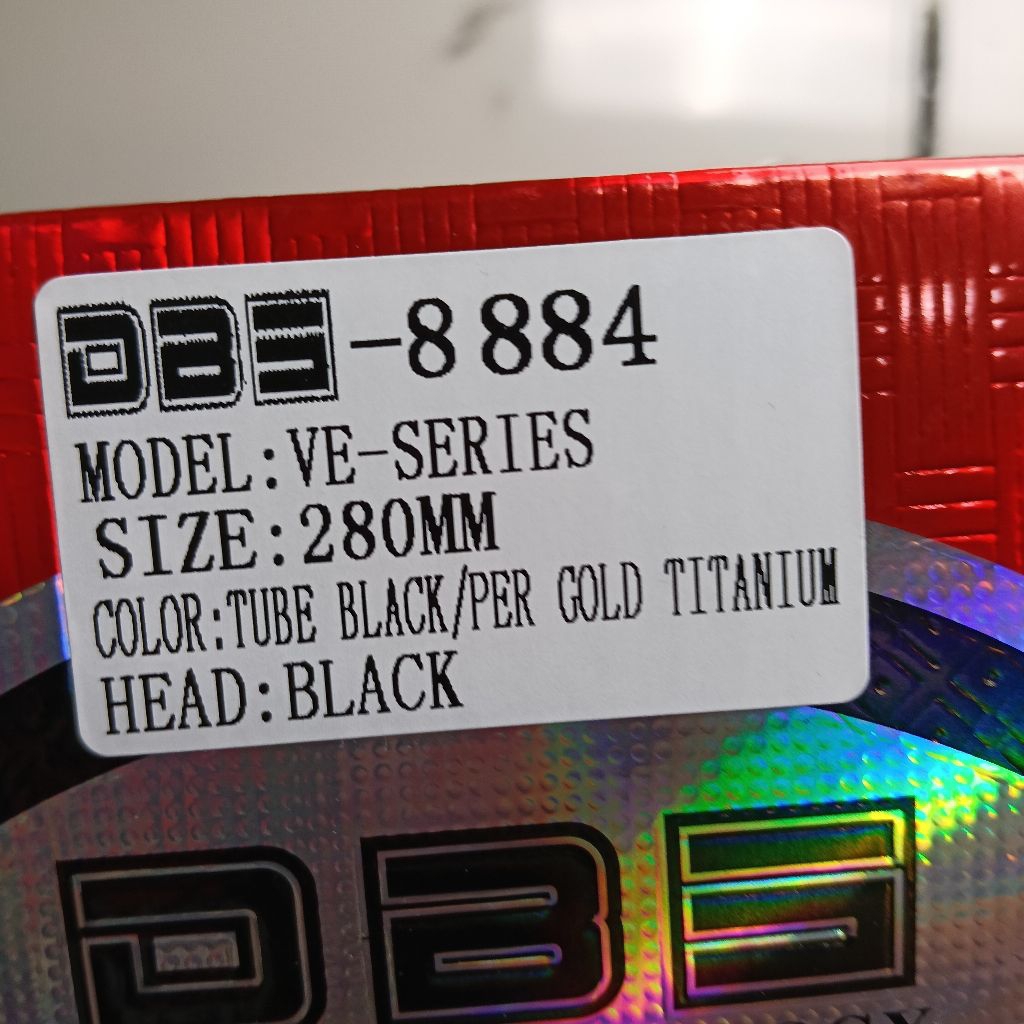 DBS-8884
MODEL:VE-SERIES
SIZE:280MM
COLOR:TUBE BLACK/PER GOLD TITANIUM
HEAD:BLACK
DBS